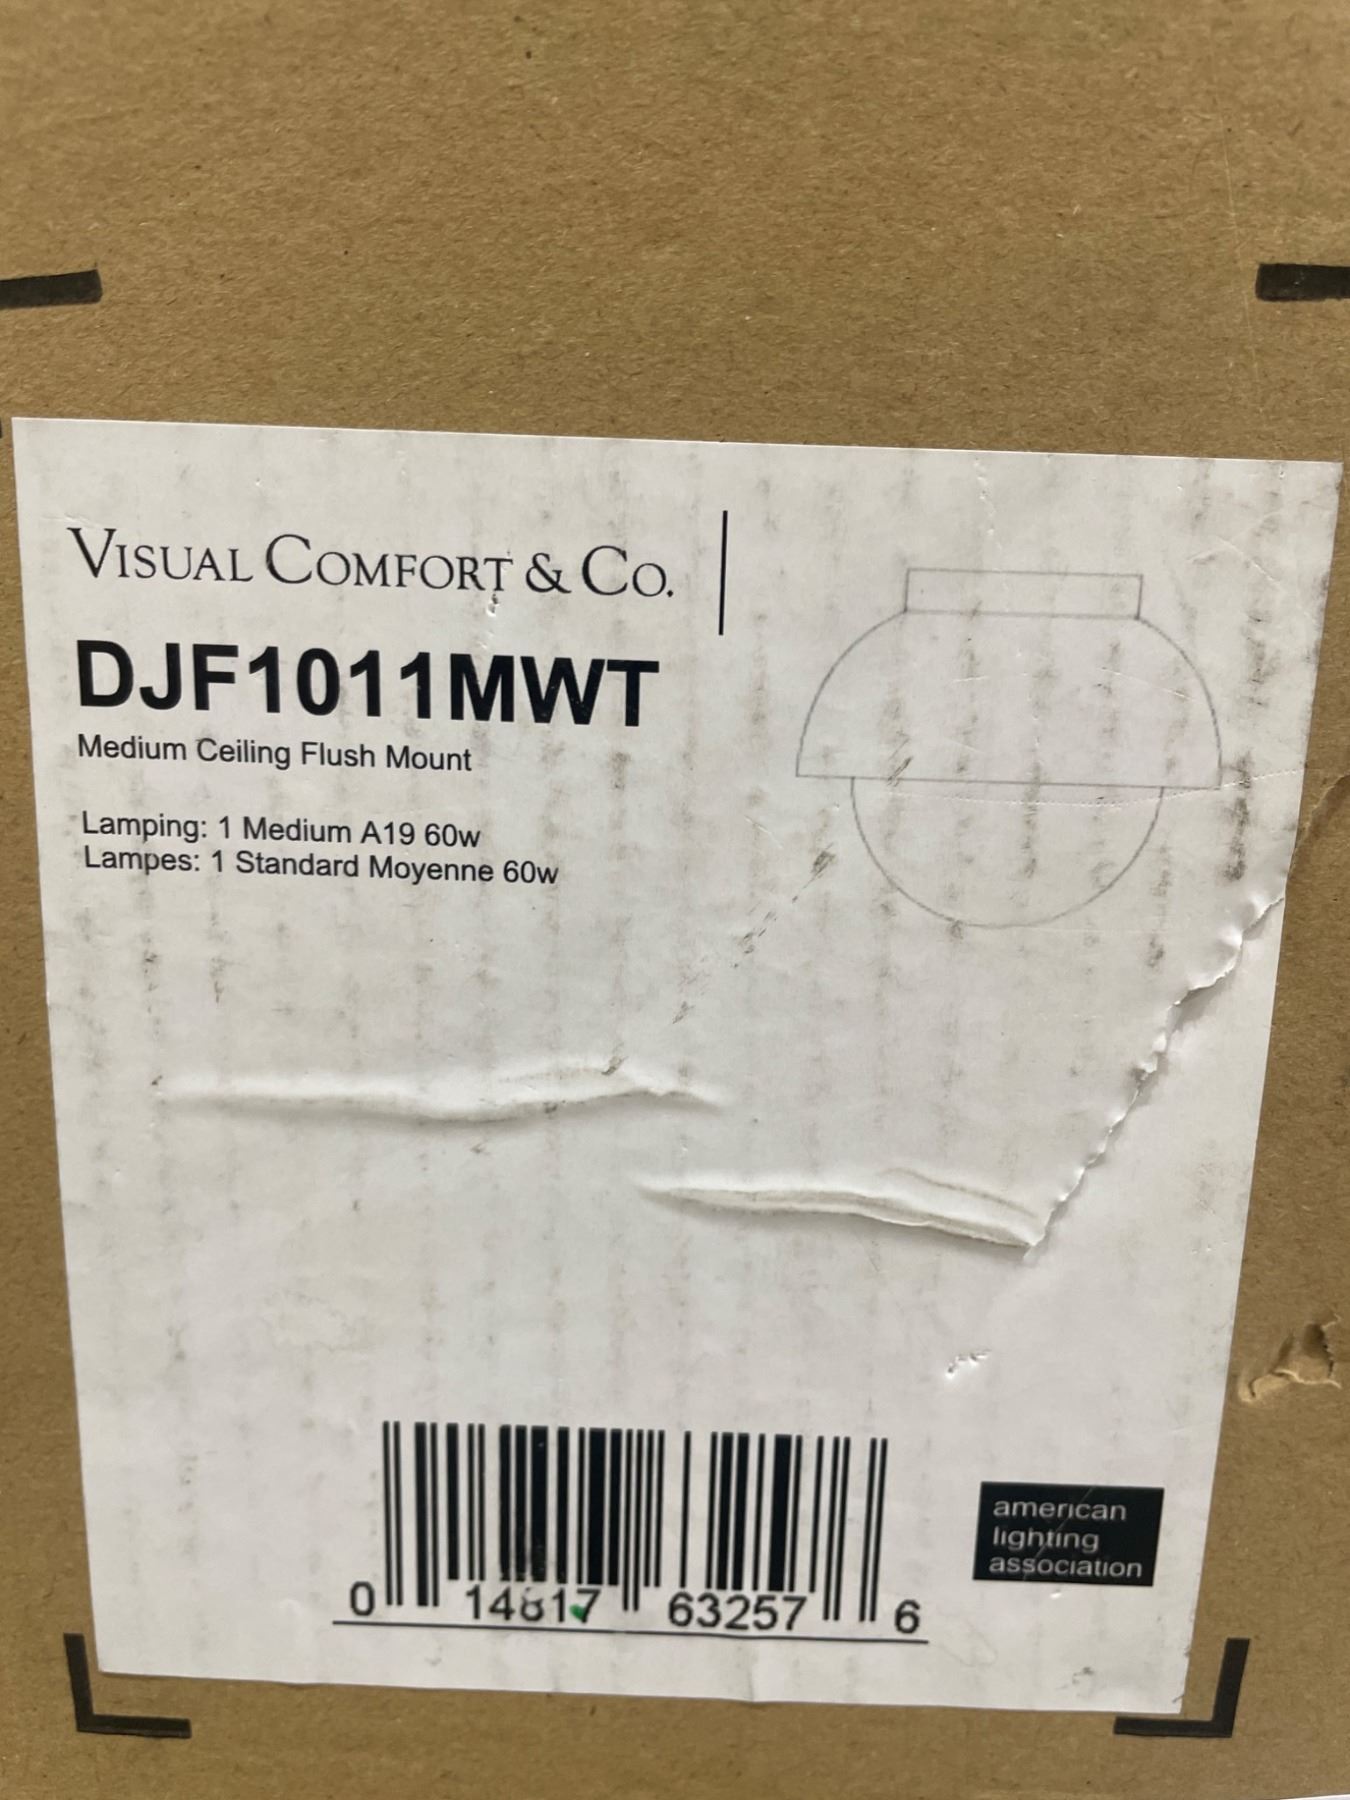 VISUAL COMFORT & CO.
DJF1011MWT
Medium Ceiling Flush Mount
Lamping: 1 Medium A19 60w
Lampes: 1 Standard Moyenne 60w
american
lighting
association
0 14817 63257 6